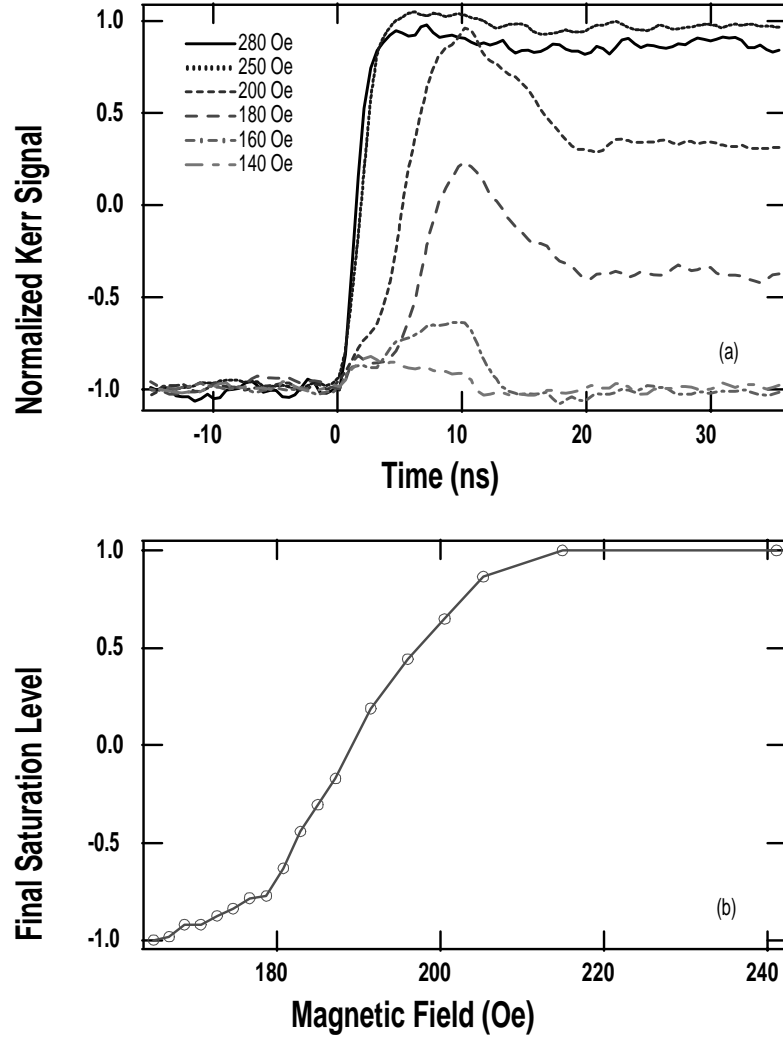 1.0
0.5
0.0
-0.5
-1.0
Normalized Kerr Signal
280 Oe
250 Oe
200 Oe
180 Oe
160 Oe
140 Oe
(a)
-10 0 10 20 30
Time (ns)
1.0
0.5
0.0
-0.5
-1.0
Final Saturation Level
(b)
180 200 220 240
Magnetic Field (Oe)